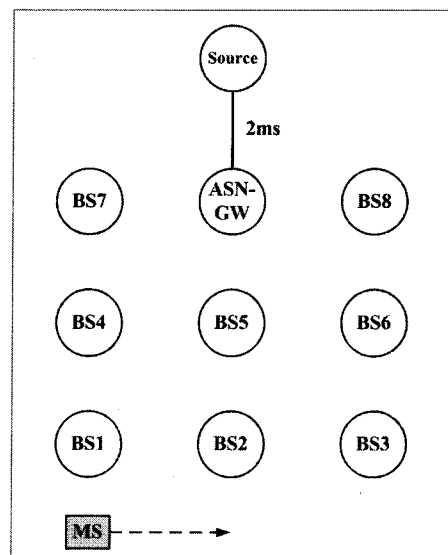 Source
2ms
BS7
ASN-
GW
BS8
BS4
BS5
BS6
BS1
BS2
BS3
MS